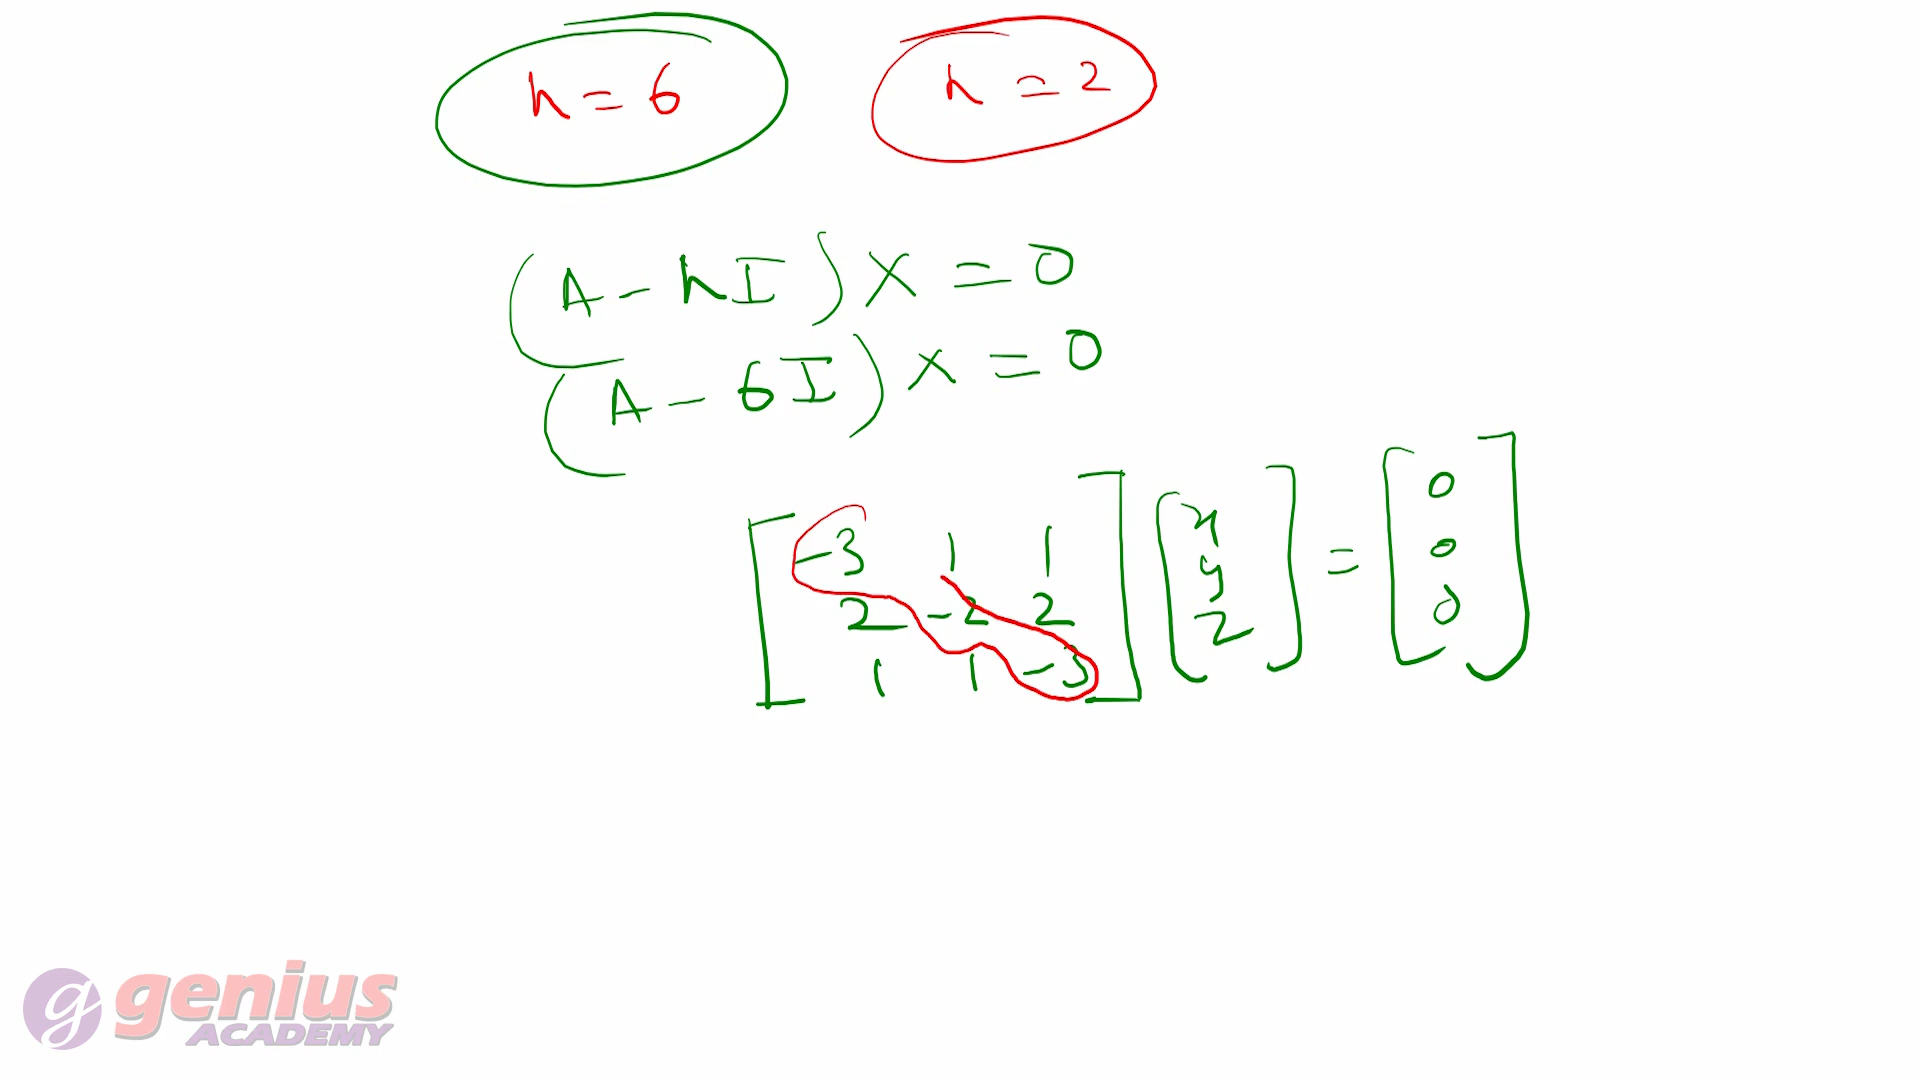 λ = 6 λ = 2
(A - λI) X = 0
(A - 6I) X = 0
[-3 1 1] [x] = [0]
[2 -2 2] [y] [0]
[1 1 -3] [z] [0]
g genius
ACADEMY